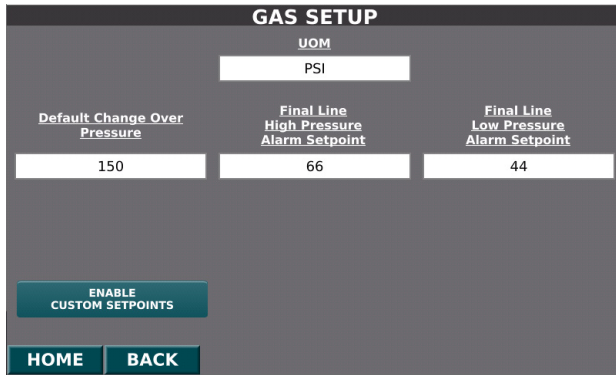 GAS SETUP
UOM
PSI
Default Change Over
Pressure
150
Final Line
High Pressure
Alarm Setpoint
66
Final Line
Low Pressure
Alarm Setpoint
44
ENABLE
CUSTOM SETPOINTS
HOME
BACK